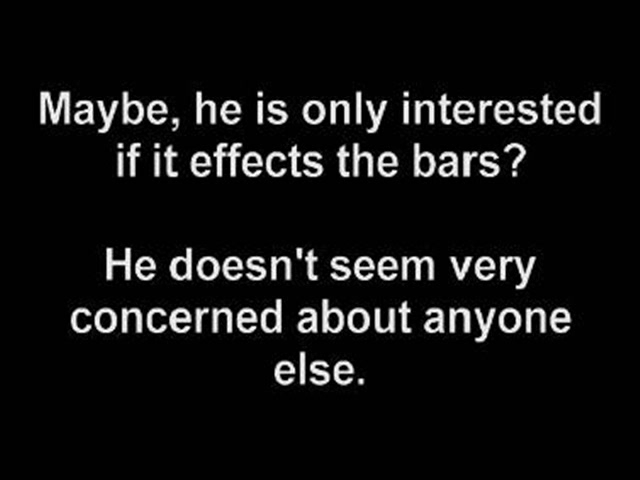 Maybe, he is only interested
if it effects the bars?
He doesn't seem very
concerned about anyone
else.